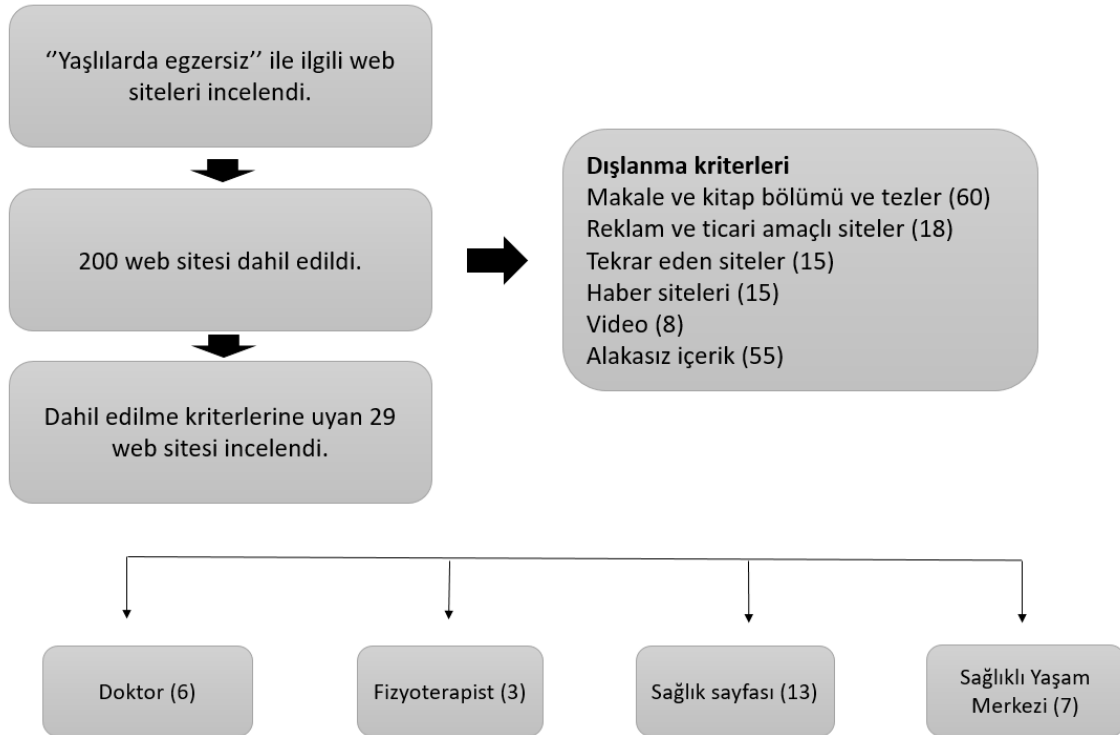 ‘’Yaşlılarda egzersiz’’ ile ilgili web
siteleri incelendi.
200 web sitesi dahil edildi.
Dışlanma kriterleri
Makale ve kitap bölümü ve tezler (60)
Reklam ve ticari amaçlı siteler (18)
Tekrar eden siteler (15)
Haber siteleri (15)
Video (8)
Alakasız içerik (55)
Dahil edilme kriterlerine uyan 29
web sitesi incelendi.
Doktor (6)
Fizyoterapist (3)
Sağlık sayfası (13)
Sağlıklı Yaşam
Merkezi (7)